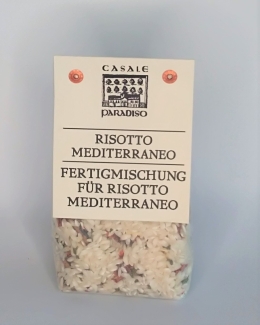 CASALE
PARADISO
RISOTTO
MEDITERRANEO
FERTIGMISCHUNG
FÜR RISOTTO
MEDITERRANEO